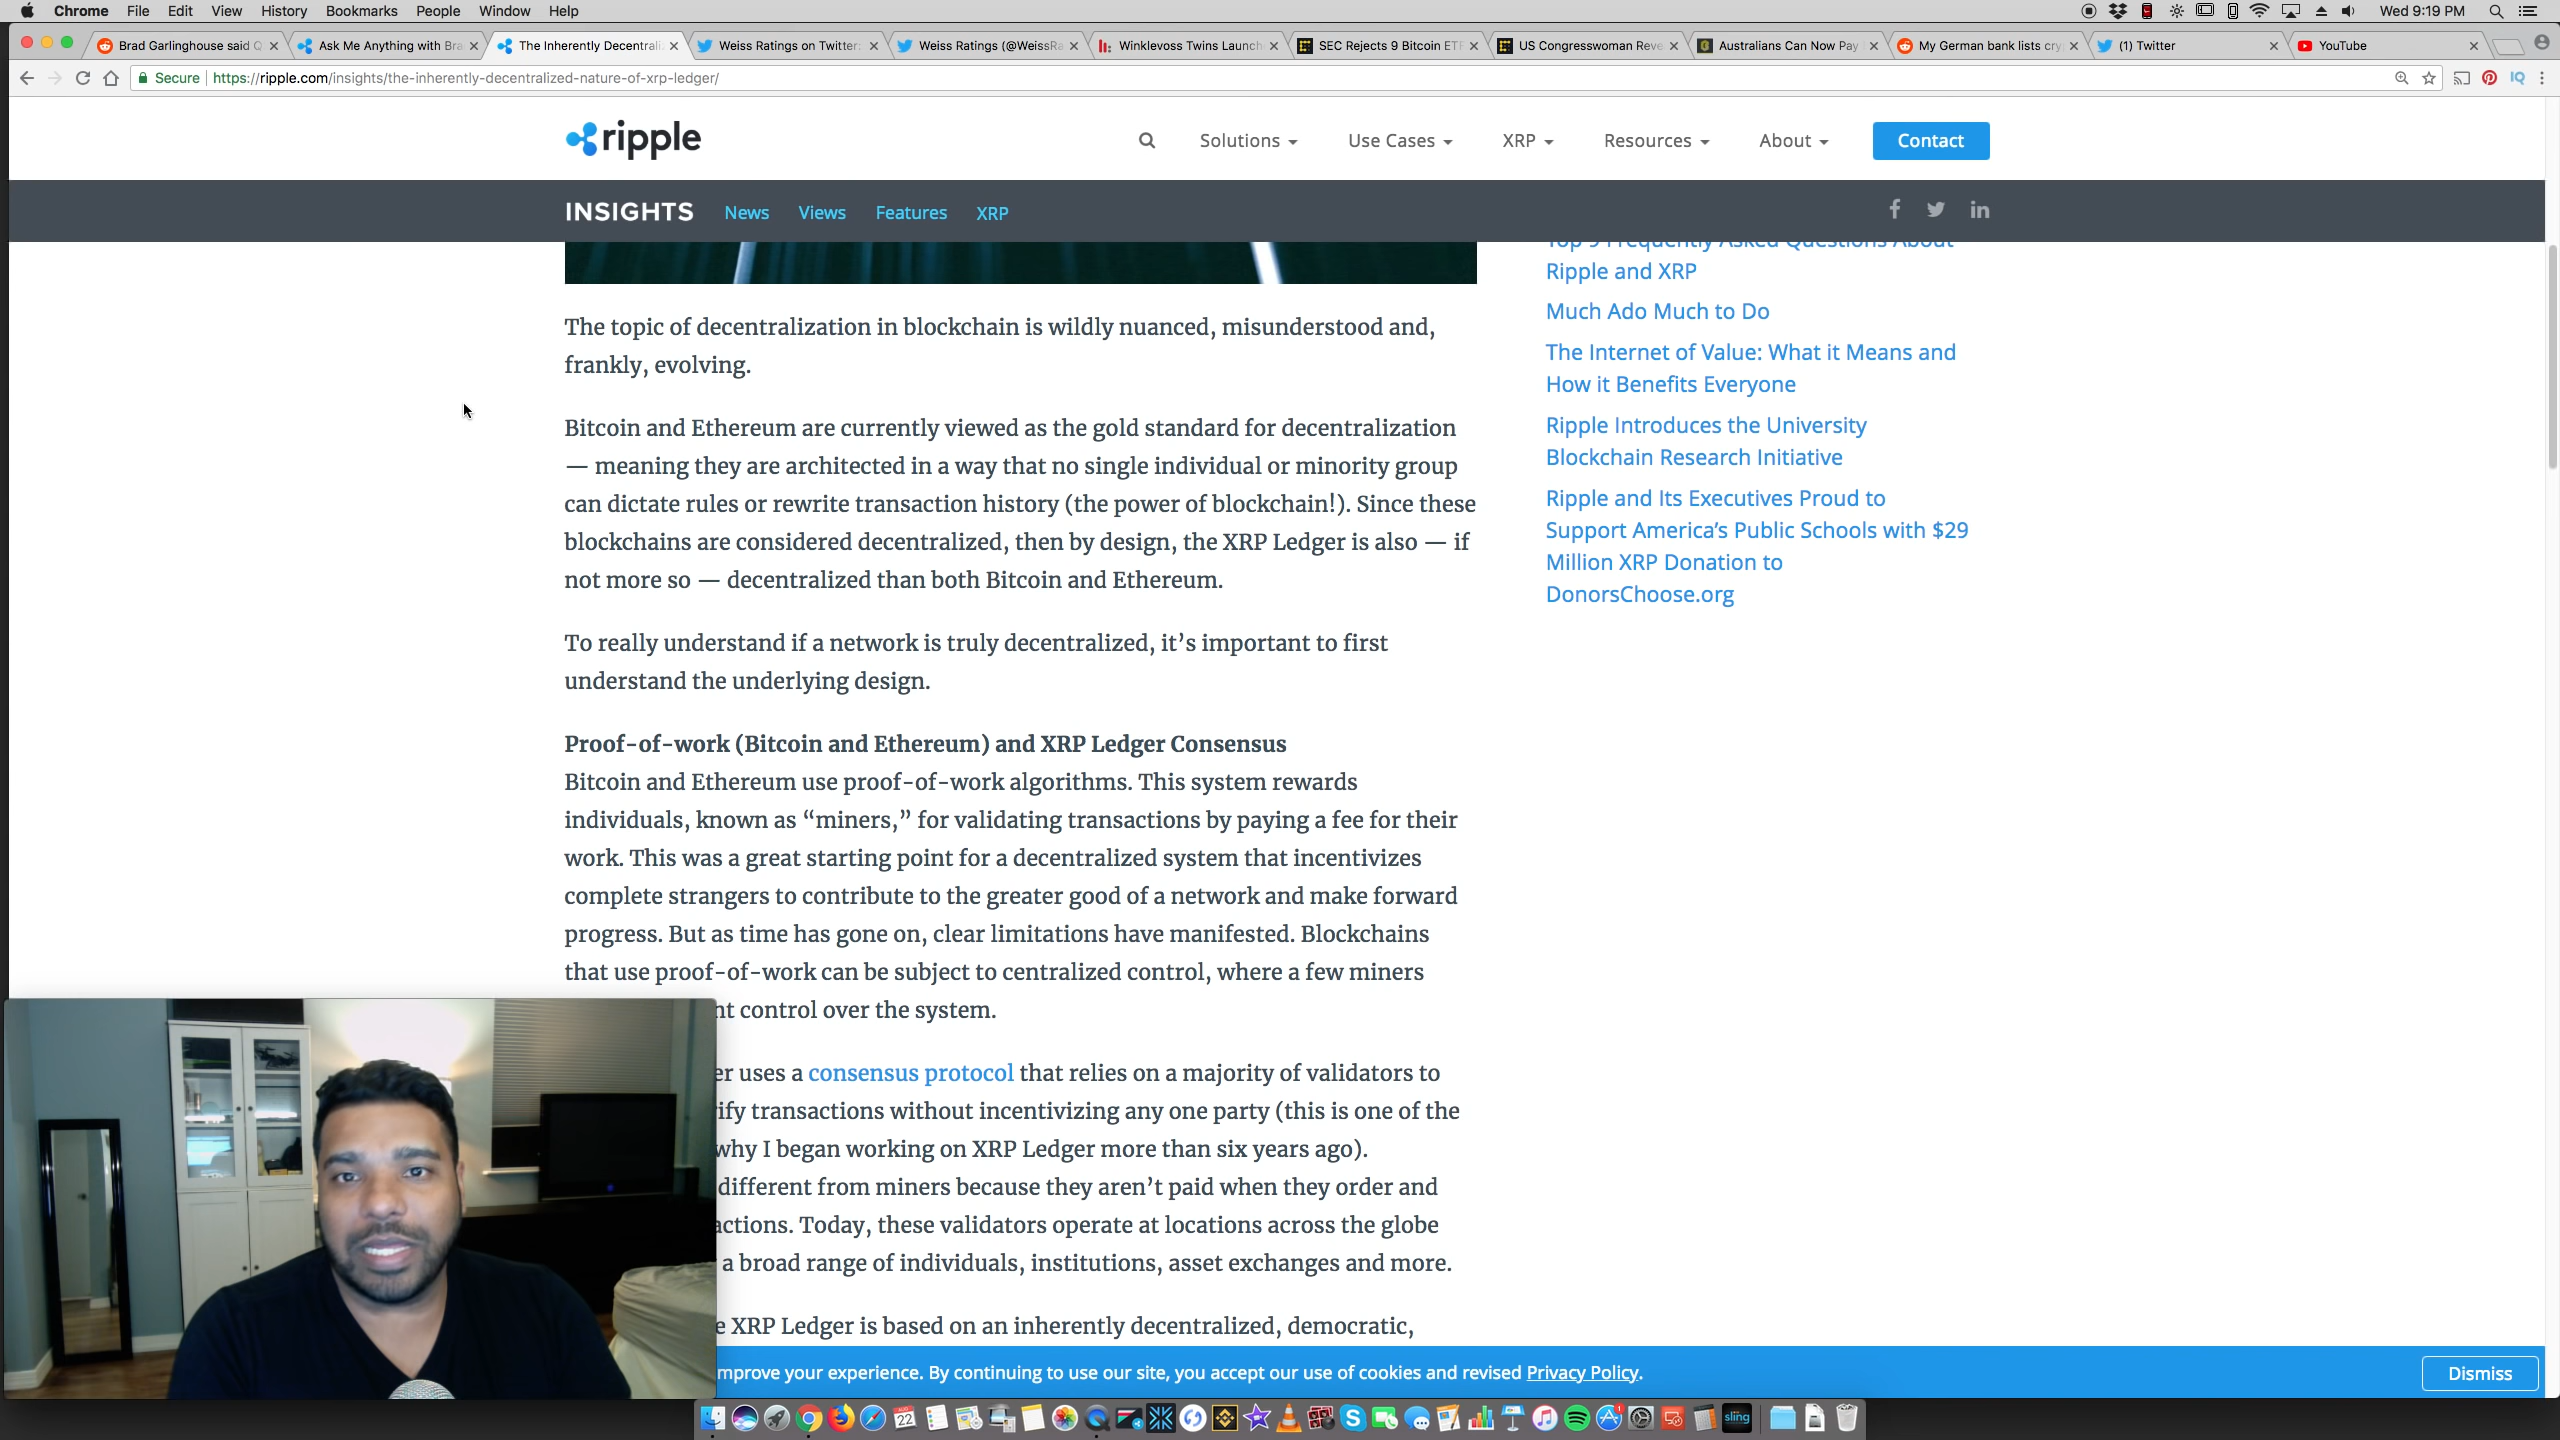 Chrome File Edit View History Bookmarks People Window Help
Wed 9:19 PM
Brad Garlinghouse said
Ask Me Anything with Bra
The Inherently Decentrali
Weiss Ratings on Twitter:
Weiss Ratings (@WeissRa
Winklevoss Twins Launch
SEC Rejects 9 Bitcoin ETF
US Congresswoman Reve
Australians Can Now Pay
My German bank lists cry
(1) Twitter
YouTube
Secure https://ripple.com/insights/the-inherently-decentralized-nature-of-xrp-ledger/
IQ
ripple
Solutions Use Cases XRP Resources About Contact
INSIGHTS News Views Features XRP
f in
The topic of decentralization in blockchain is wildly nuanced, misunderstood and,
frankly, evolving.
Bitcoin and Ethereum are currently viewed as the gold standard for decentralization
— meaning they are architected in a way that no single individual or minority group
can dictate rules or rewrite transaction history (the power of blockchain!). Since these
blockchains are considered decentralized, then by design, the XRP Ledger is also — if
not more so — decentralized than both Bitcoin and Ethereum.
To really understand if a network is truly decentralized, it’s important to first
understand the underlying design.
Proof-of-work (Bitcoin and Ethereum) and XRP Ledger Consensus
Bitcoin and Ethereum use proof-of-work algorithms. This system rewards
individuals, known as “miners,” for validating transactions by paying a fee for their
work. This was a great starting point for a decentralized system that incentivizes
complete strangers to contribute to the greater good of a network and make forward
progress. But as time has gone on, clear limitations have manifested. Blockchains
that use proof-of-work can be subject to centralized control, where a few miners
nt control over the system.
er uses a consensus protocol that relies on a majority of validators to
ify transactions without incentivizing any one party (this is one of the
why I began working on XRP Ledger more than six years ago).
different from miners because they aren’t paid when they order and
actions. Today, these validators operate at locations across the globe
a broad range of individuals, institutions, asset exchanges and more.
e XRP Ledger is based on an inherently decentralized, democratic,
Top 9 Frequently Asked Questions About
Ripple and XRP
Much Ado Much to Do
The Internet of Value: What it Means and
How it Benefits Everyone
Ripple Introduces the University
Blockchain Research Initiative
Ripple and Its Executives Proud to
Support America’s Public Schools with $29
Million XRP Donation to
DonorsChoose.org
mprove your experience. By continuing to use our site, you accept our use of cookies and revised Privacy Policy.
Dismiss
22
sling